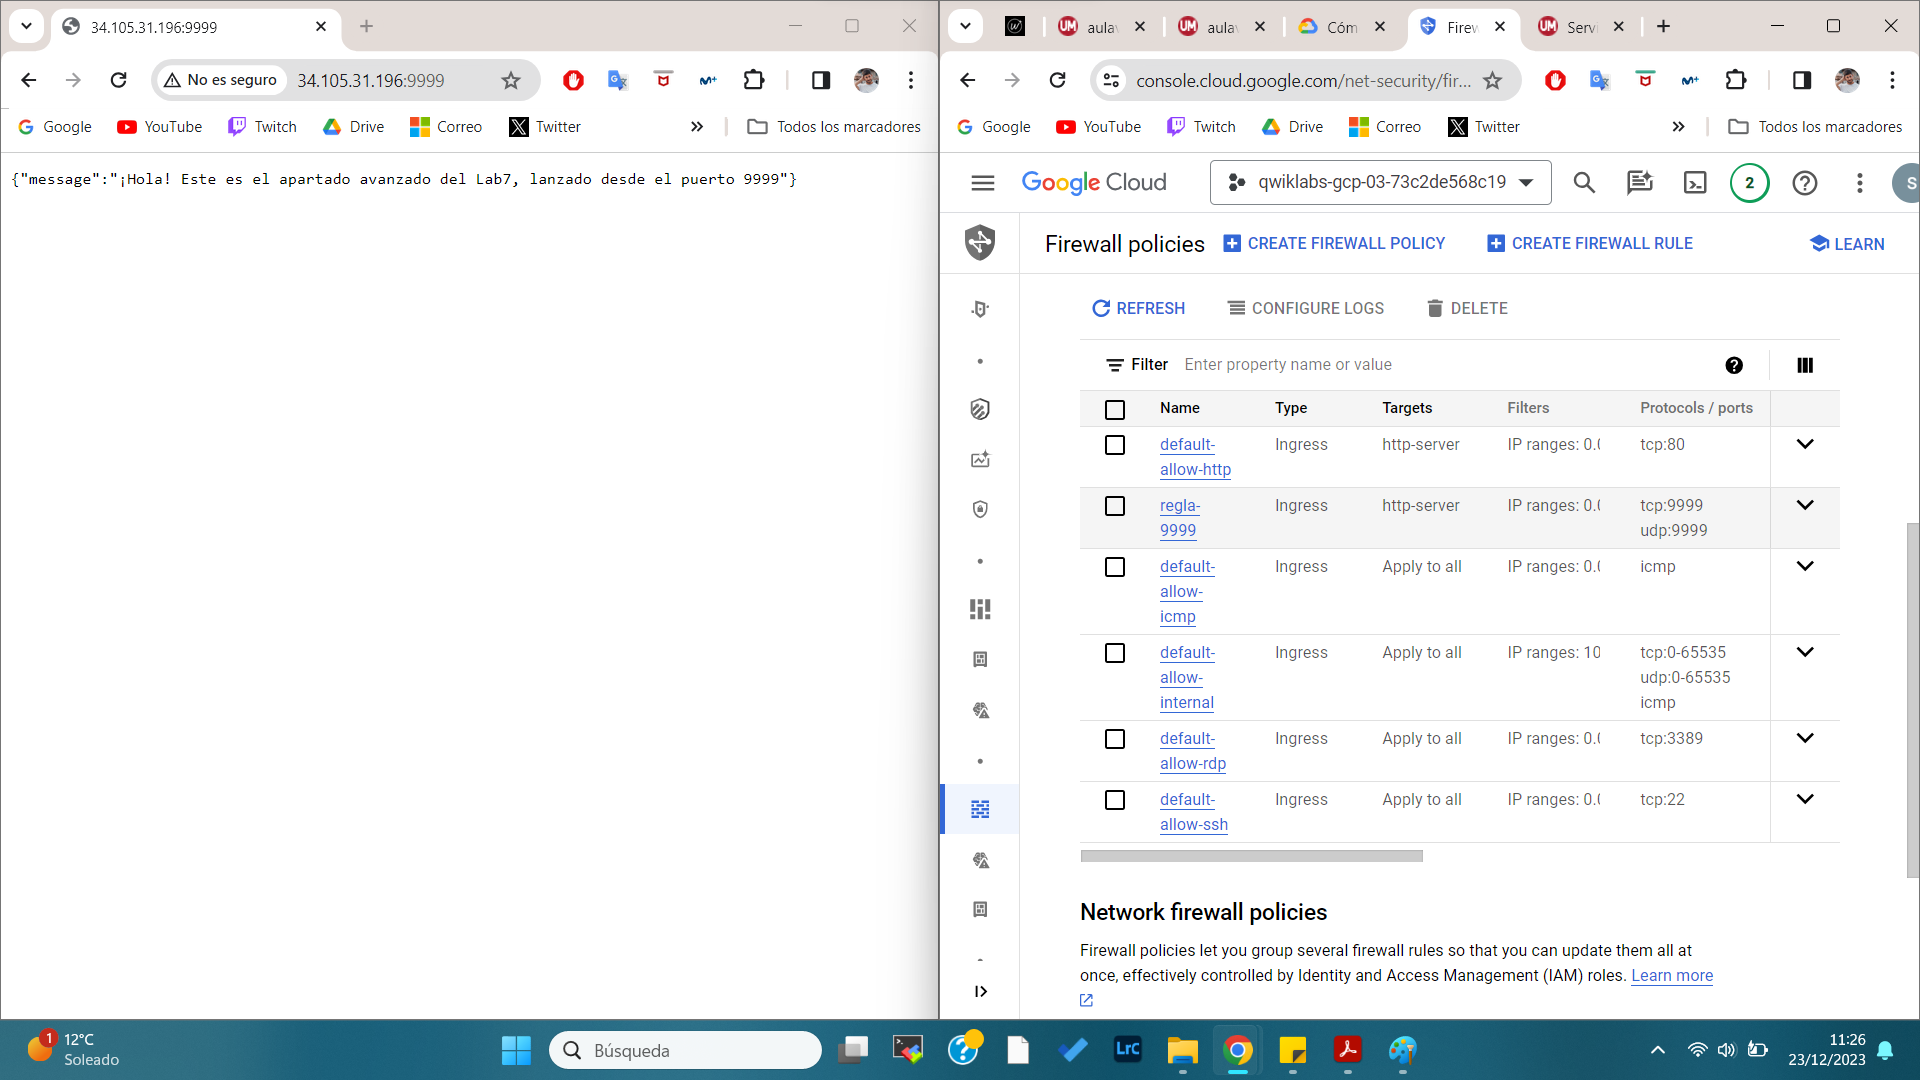 34.105.31.196:9999
No es seguro
34.105.31.196:9999
Google
YouTube
Twitch
Drive
Correo
Twitter
Todos los marcadores
{"message":"¡Hola! Este es el apartado avanzado del Lab7, lanzado desde el puerto 9999"}
aulav
aulav
Cóm
Firew
Servi
console.cloud.google.com/net-security/fir...
Google
YouTube
Twitch
Drive
Correo
Twitter
Todos los marcadores
Google Cloud
qwiklabs-gcp-03-73c2de568c19
2
S
Firewall policies
CREATE FIREWALL POLICY
CREATE FIREWALL RULE
LEARN
REFRESH
CONFIGURE LOGS
DELETE
Filter
Enter property name or value
Name
Type
Targets
Filters
Protocols / ports
default-
allow-http
Ingress
http-server
IP ranges: 0.0
tcp:80
regla-
9999
Ingress
http-server
IP ranges: 0.0
tcp:9999
udp:9999
default-
allow-
icmp
Ingress
Apply to all
IP ranges: 0.0
icmp
default-
allow-
internal
Ingress
Apply to all
IP ranges: 10
tcp:0-65535
udp:0-65535
icmp
default-
allow-rdp
Ingress
Apply to all
IP ranges: 0.0
tcp:3389
default-
allow-ssh
Ingress
Apply to all
IP ranges: 0.0
tcp:22
Network firewall policies
Firewall policies let you group several firewall rules so that you can update them all at
once, effectively controlled by Identity and Access Management (IAM) roles. Learn more
1
12°C
Soleado
Búsqueda
LrC
11:26
23/12/2023